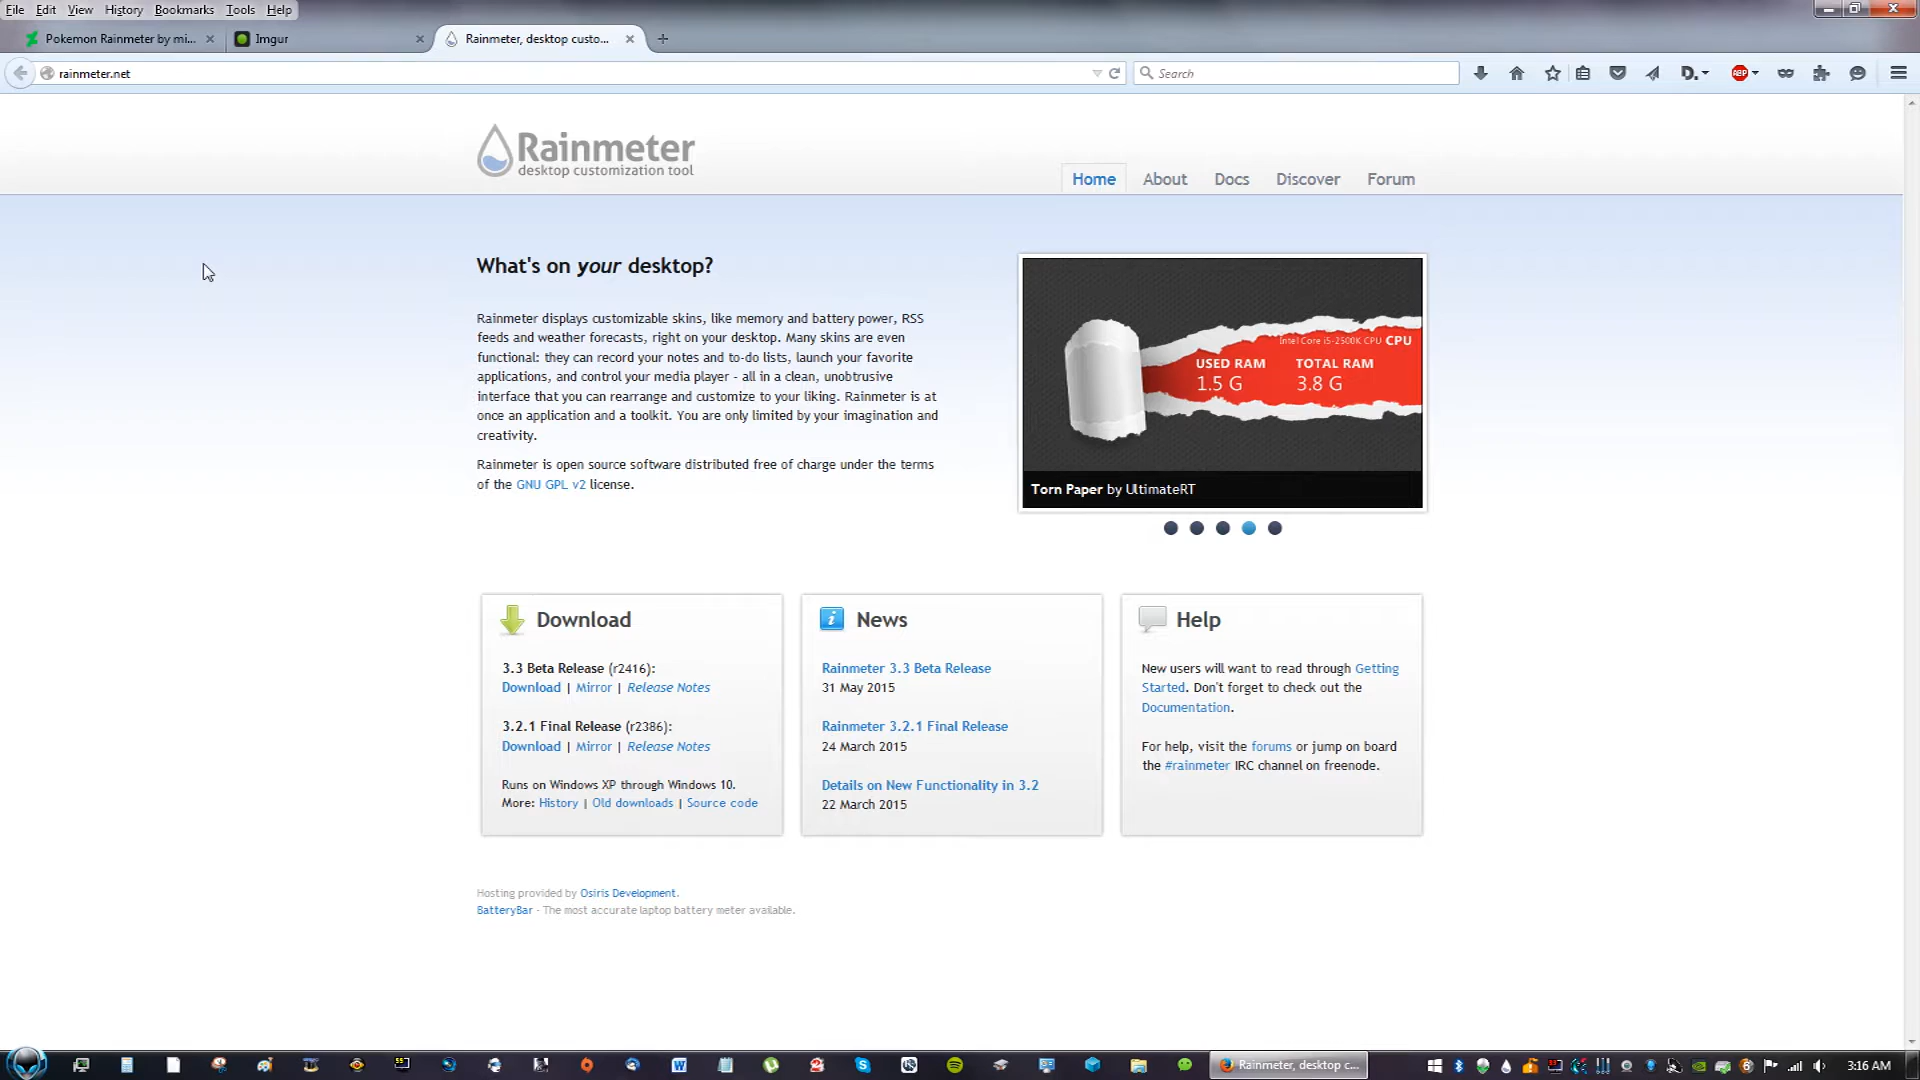 File Edit View History Bookmarks Tools Help
Pokemon Rainmeter by mi...
Imgur
Rainmeter, desktop custo...
rainmeter.net
Search
D.
ABP
Rainmeter
desktop customization tool
Home About Docs Discover Forum
What's on your desktop?
Rainmeter displays customizable skins, like memory and battery power, RSS
feeds and weather forecasts, right on your desktop. Many skins are even
functional: they can record your notes and to-do lists, launch your favorite
applications, and control your media player - all in a clean, unobtrusive
interface that you can rearrange and customize to your liking. Rainmeter is at
once an application and a toolkit. You are only limited by your imagination and
creativity.
Rainmeter is open source software distributed free of charge under the terms
of the GNU GPL v2 license.
Intel Core i5-2500K CPU CPU
USED RAM TOTAL RAM
1.5 G 3.8 G
Torn Paper by UltimateRT
Download
3.3 Beta Release (r2416):
Download | Mirror | Release Notes
3.2.1 Final Release (r2386):
Download | Mirror | Release Notes
Runs on Windows XP through Windows 10.
More: History | Old downloads | Source code
News
Rainmeter 3.3 Beta Release
31 May 2015
Rainmeter 3.2.1 Final Release
24 March 2015
Details on New Functionality in 3.2
22 March 2015
Help
New users will want to read through Getting
Started. Don't forget to check out the
Documentation.
For help, visit the forums or jump on board
the #rainmeter IRC channel on freenode.
Hosting provided by Osiris Development.
BatteryBar - The most accurate laptop battery meter available.
Rainmeter, desktop c...
3:16 AM